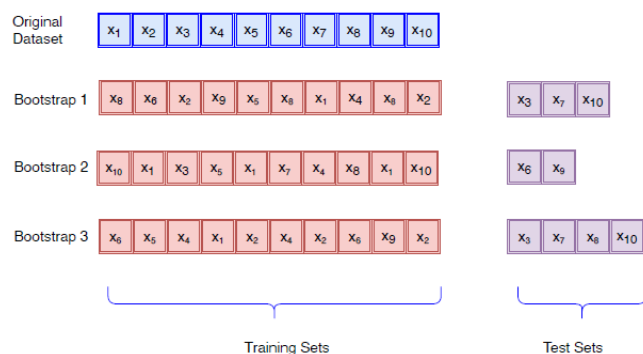 Original Dataset x₁ x₂ x₃ x₄ x₅ x₆ x₇ x₈ x₉ x₁₀
Bootstrap 1 x₈ x₆ x₂ x₉ x₅ x₈ x₁ x₄ x₈ x₂ x₃ x₇ x₁₀
Bootstrap 2 x₁₀ x₁ x₃ x₅ x₁ x₇ x₄ x₈ x₁ x₁₀ x₆ x₉
Bootstrap 3 x₆ x₅ x₄ x₁ x₂ x₄ x₂ x₆ x₉ x₂ x₃ x₇ x₈ x₁₀
Training Sets Test Sets